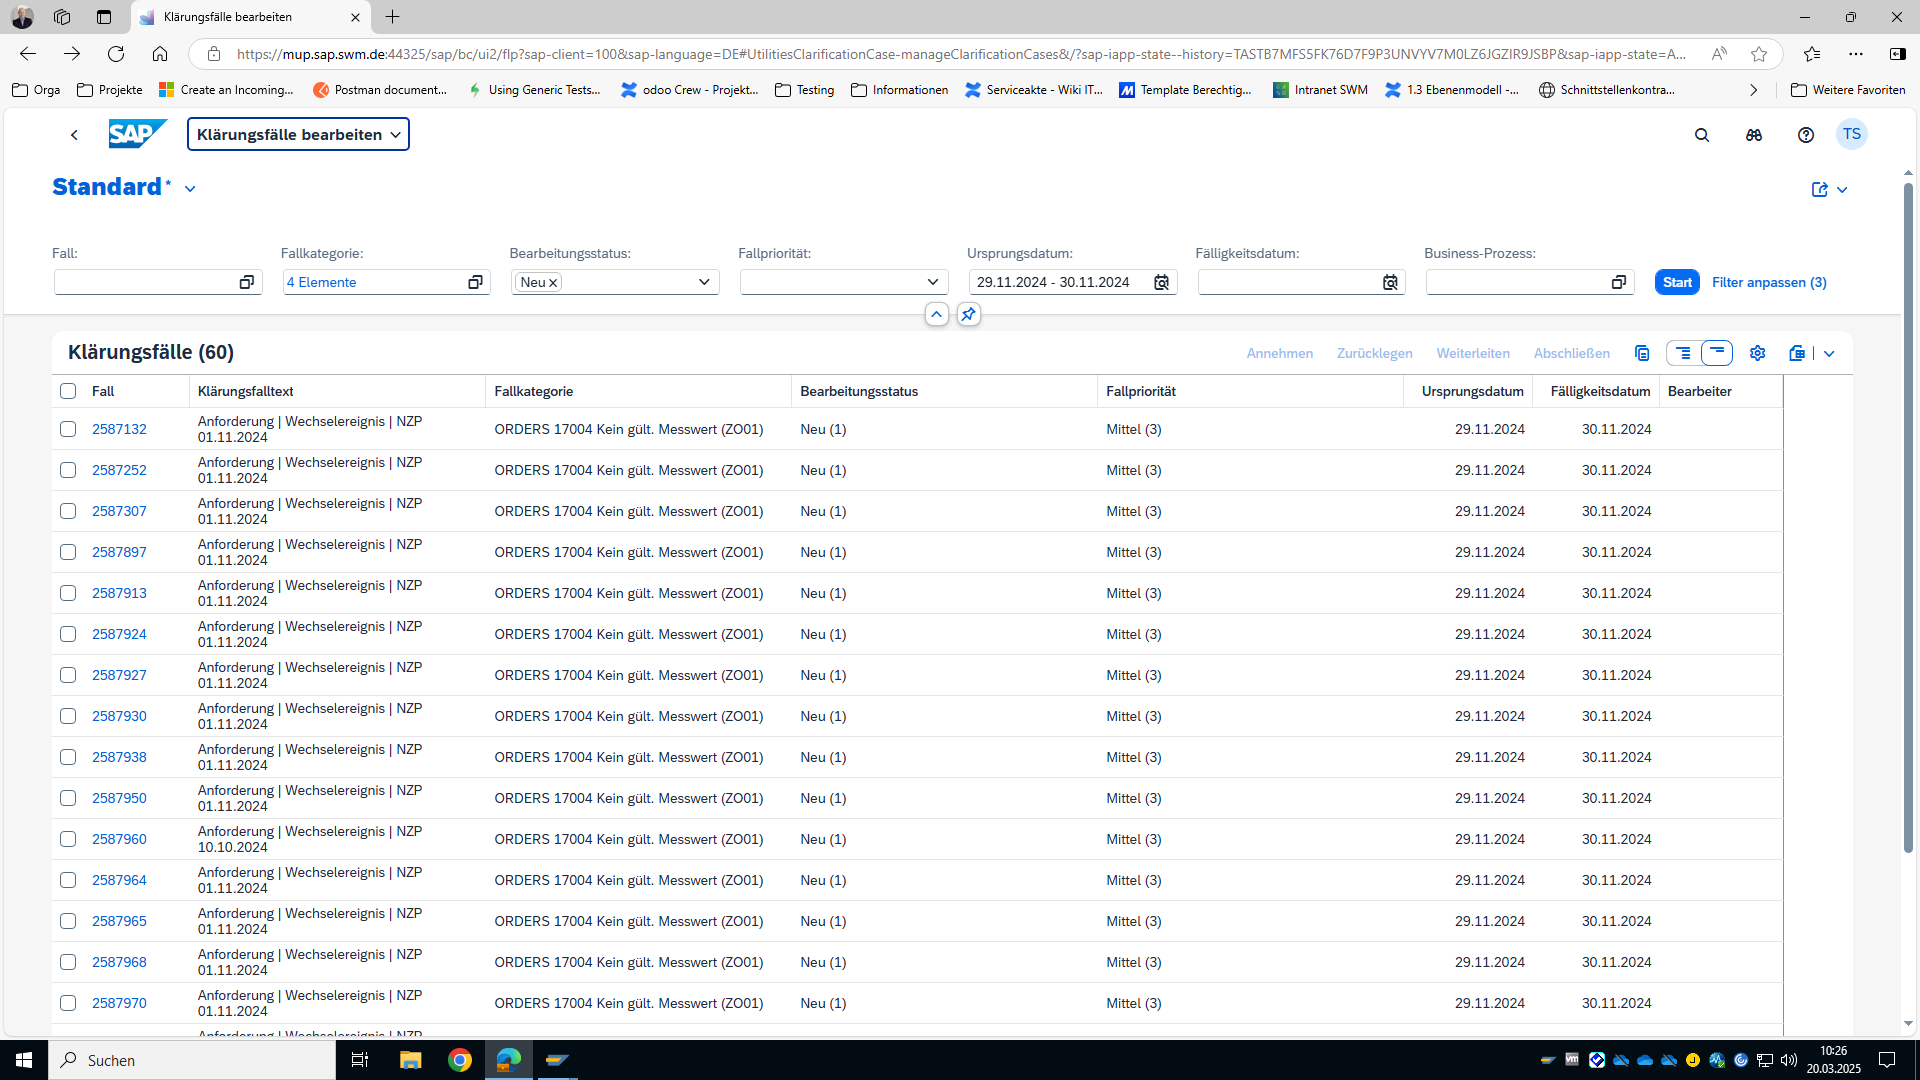 Klärungsfälle bearbeiten
https://mup.sap.swm.de:44325/sap/bc/ui2/flp?sap-client=100&sap-language=DE#UtilitiesClarificationCase-manageClarificationCases&/?sap-iapp-state--history=TASTB7MFS5FK76D7F9P3UNVYV7M0LZ6JGZIR9JSBP&sap-iapp-state=A...
Orga Projekte Create an Incoming... Postman document... Using Generic Tests... odoo Crew - Projekt... Testing Informationen Serviceakte - Wiki IT... Template Berechtig... Intranet SWM 1.3 Ebenenmodell -... Schnittstellenkontra... Weitere Favoriten
SAP Klärungsfälle bearbeiten TS
Standard *
Fall: Fallkategorie: Bearbeitungsstatus: Fallpriorität: Ursprungsdatum: Fälligkeitsdatum: Business-Prozess:
4 Elemente Neu 29.11.2024 - 30.11.2024 Start Filter anpassen (3)
Klärungsfälle (60) Annehmen Zurücklegen Weiterleiten Abschließen
Fall Klärungsfalltext Fallkategorie Bearbeitungsstatus Fallpriorität Ursprungsdatum Fälligkeitsdatum Bearbeiter
2587132 Anforderung | Wechselereignis | NZP 01.11.2024 ORDERS 17004 Kein gült. Messwert (ZO01) Neu (1) Mittel (3) 29.11.2024 30.11.2024
2587252 Anforderung | Wechselereignis | NZP 01.11.2024 ORDERS 17004 Kein gült. Messwert (ZO01) Neu (1) Mittel (3) 29.11.2024 30.11.2024
2587307 Anforderung | Wechselereignis | NZP 01.11.2024 ORDERS 17004 Kein gült. Messwert (ZO01) Neu (1) Mittel (3) 29.11.2024 30.11.2024
2587897 Anforderung | Wechselereignis | NZP 01.11.2024 ORDERS 17004 Kein gült. Messwert (ZO01) Neu (1) Mittel (3) 29.11.2024 30.11.2024
2587913 Anforderung | Wechselereignis | NZP 01.11.2024 ORDERS 17004 Kein gült. Messwert (ZO01) Neu (1) Mittel (3) 29.11.2024 30.11.2024
2587924 Anforderung | Wechselereignis | NZP 01.11.2024 ORDERS 17004 Kein gült. Messwert (ZO01) Neu (1) Mittel (3) 29.11.2024 30.11.2024
2587927 Anforderung | Wechselereignis | NZP 01.11.2024 ORDERS 17004 Kein gült. Messwert (ZO01) Neu (1) Mittel (3) 29.11.2024 30.11.2024
2587930 Anforderung | Wechselereignis | NZP 01.11.2024 ORDERS 17004 Kein gült. Messwert (ZO01) Neu (1) Mittel (3) 29.11.2024 30.11.2024
2587938 Anforderung | Wechselereignis | NZP 01.11.2024 ORDERS 17004 Kein gült. Messwert (ZO01) Neu (1) Mittel (3) 29.11.2024 30.11.2024
2587950 Anforderung | Wechselereignis | NZP 01.11.2024 ORDERS 17004 Kein gült. Messwert (ZO01) Neu (1) Mittel (3) 29.11.2024 30.11.2024
2587960 Anforderung | Wechselereignis | NZP 10.10.2024 ORDERS 17004 Kein gült. Messwert (ZO01) Neu (1) Mittel (3) 29.11.2024 30.11.2024
2587964 Anforderung | Wechselereignis | NZP 01.11.2024 ORDERS 17004 Kein gült. Messwert (ZO01) Neu (1) Mittel (3) 29.11.2024 30.11.2024
2587965 Anforderung | Wechselereignis | NZP 01.11.2024 ORDERS 17004 Kein gült. Messwert (ZO01) Neu (1) Mittel (3) 29.11.2024 30.11.2024
2587968 Anforderung | Wechselereignis | NZP 01.11.2024 ORDERS 17004 Kein gült. Messwert (ZO01) Neu (1) Mittel (3) 29.11.2024 30.11.2024
2587970 Anforderung | Wechselereignis | NZP 01.11.2024 ORDERS 17004 Kein gült. Messwert (ZO01) Neu (1) Mittel (3) 29.11.2024 30.11.2024
Anforderung | Wechselereignis | NZP
Suchen 10:26
20.03.2025